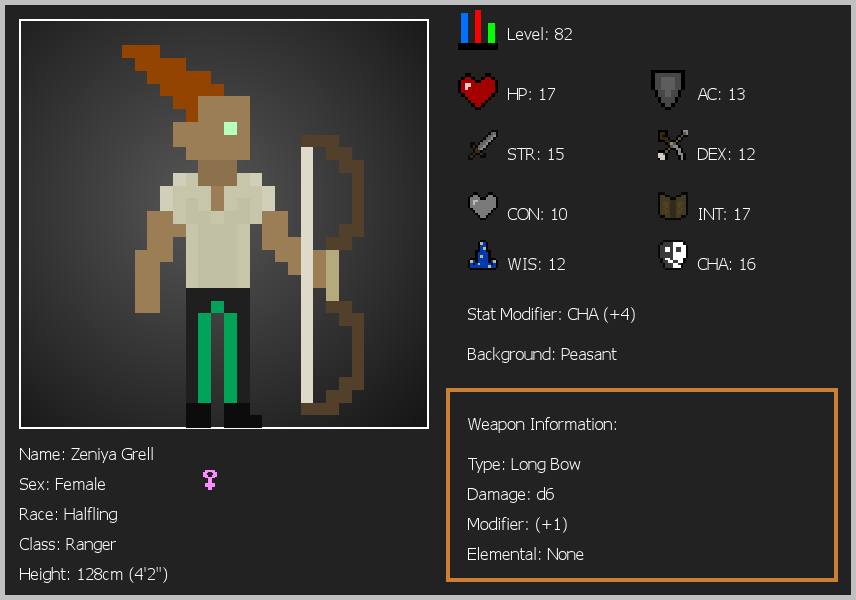 Level: 82
HP: 17
AC: 13
STR: 15
DEX: 12
CON: 10
INT: 17
WIS: 12
CHA: 16
Stat Modifier: CHA (+4)
Background: Peasant
Weapon Information:
Type: Long Bow
Damage: d6
Modifier: (+1)
Elemental: None
Name: Zeniya Grell
Sex: Female
Race: Halfling
Class: Ranger
Height: 128cm (4'2")